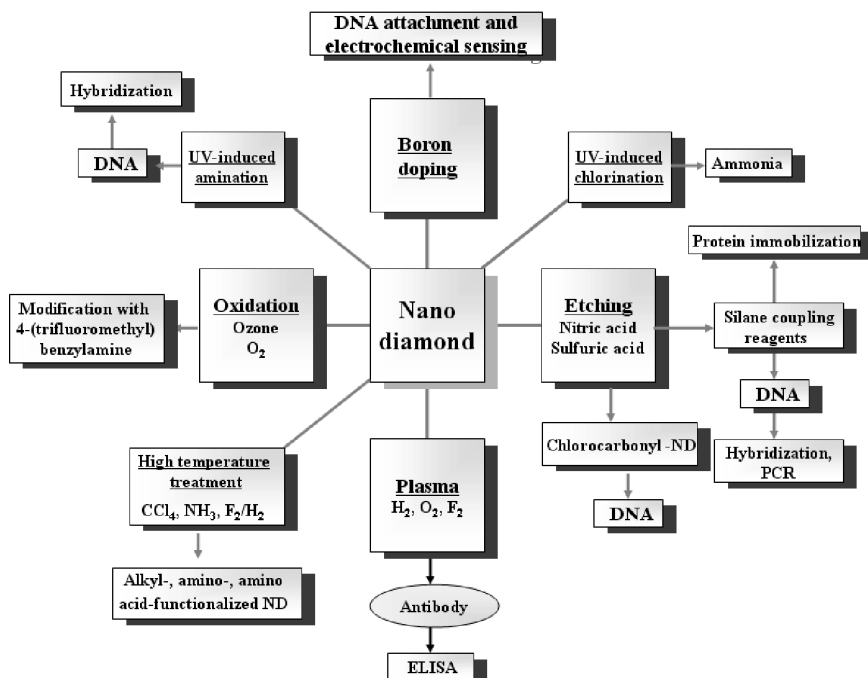 DNA attachment and
electrochemical sensing
Hybridization
DNA
UV-induced
amination
Boron
doping
UV-induced
chlorination
Ammonia
Protein immobilization
Modification with
4-(trifluoromethyl)
benzylamine
Oxidation
Ozone
O₂
Nano
diamond
Etching
Nitric acid
Sulfuric acid
Silane coupling
reagents
DNA
Hybridization,
PCR
Chlorocarbonyl -ND
DNA
High temperature
treatment
CCl₄, NH₃, F₂/H₂
Plasma
H₂, O₂, F₂
Alkyl-, amino-, amino
acid-functionalized ND
Antibody
ELISA